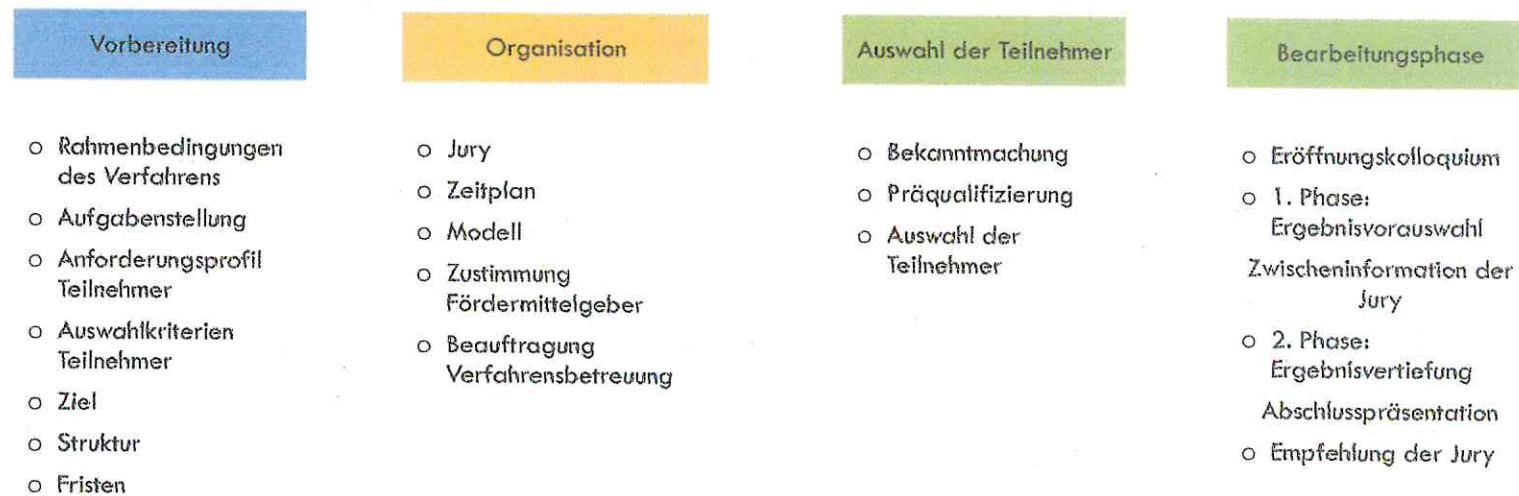 Vorbereitung
○ Rahmenbedingungen
des Verfahrens
○ Aufgabenstellung
○ Anforderungsprofil
Teilnehmer
○ Auswahlkriterien
Teilnehmer
○ Ziel
○ Struktur
○ Fristen
Organisation
○ Jury
○ Zeitplan
○ Modell
○ Zustimmung
Fördermittelgeber
○ Beauftragung
Verfahrensbetreuung
Auswahl der Teilnehmer
○ Bekanntmachung
○ Präqualifizierung
○ Auswahl der
Teilnehmer
Bearbeitungsphase
○ Eröffnungskolloquium
○ 1. Phase:
Ergebnisvorauswahl
Zwischeninformation der
Jury
○ 2. Phase:
Ergebnisvertiefung
Abschlusspräsentation
○ Empfehlung der Jury